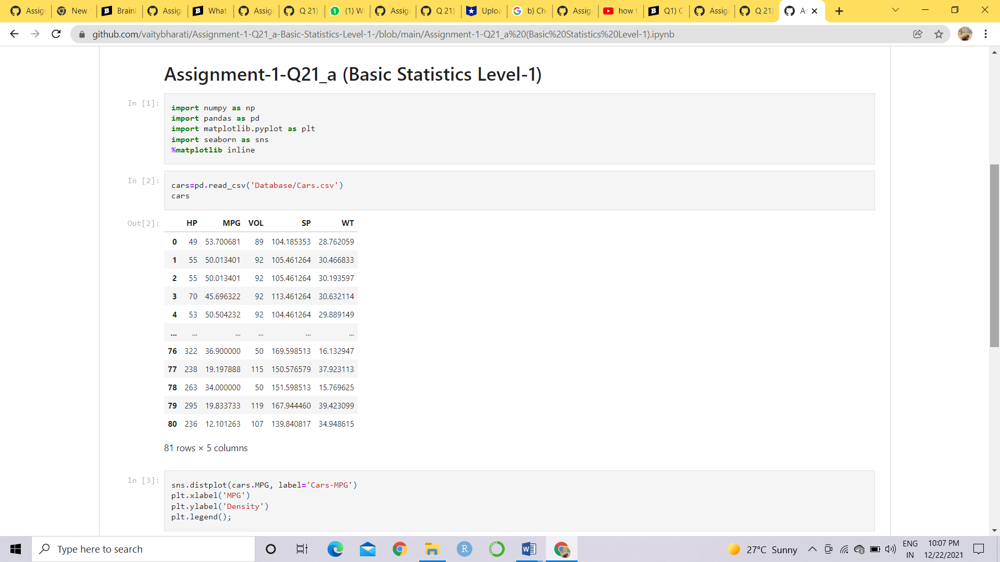 Assign
New T
Brainl
Assign
What
Assign
Q 21)
(1) W
Assign
Q 21)
Uploa
b) Ch
Assign
how t
Q1) C
Assig
Q 21)
As
github.com/vaitybharati/Assignment-1-Q21_a-Basic-Statistics-Level-1-/blob/main/Assignment-1-Q21_a%20(Basic%20Statistics%20Level-1).ipynb
Assignment-1-Q21_a (Basic Statistics Level-1)
In [1]:
import numpy as np
import pandas as pd
import matplotlib.pyplot as plt
import seaborn as sns
%matplotlib inline
In [2]:
cars=pd.read_csv('Database/Cars.csv')
cars
Out[2]:
HP MPG VOL SP WT
0 49 53.700681 89 104.185353 28.762059
1 55 50.013401 92 105.461264 30.466833
2 55 50.013401 92 105.461264 30.193597
3 70 45.696322 92 113.461264 30.632114
4 53 50.504232 92 104.461264 29.889149
... ... ... ... ... ...
76 322 36.900000 50 169.598513 16.132947
77 238 19.197888 115 150.576579 37.923113
78 263 34.000000 50 151.598513 15.769625
79 295 19.833733 119 167.944460 39.423099
80 236 12.101263 107 139.840817 34.948615
81 rows × 5 columns
In [3]:
sns.distplot(cars.MPG, label='Cars-MPG')
plt.xlabel('MPG')
plt.ylabel('Density')
plt.legend();
Type here to search
27°C Sunny
ENG
IN
10:07 PM
12/22/2021